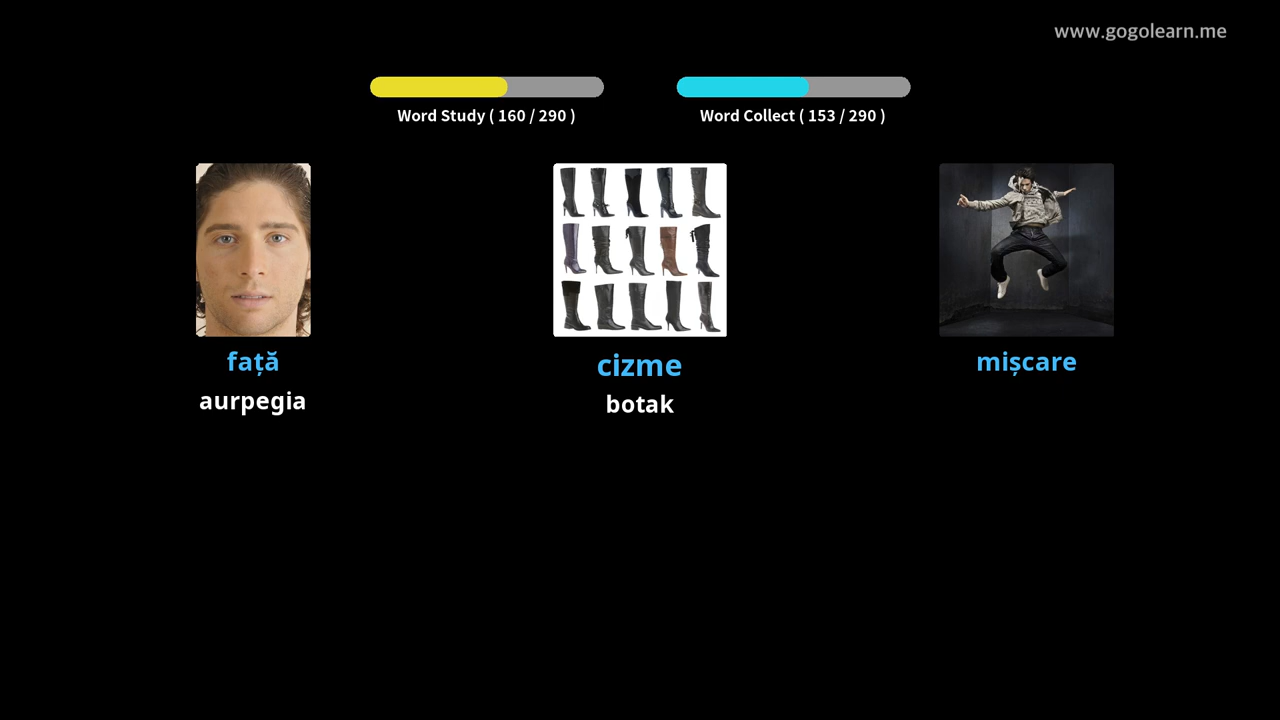 www.gogolearn.me
Word Study ( 160 / 290 )
Word Collect ( 153 / 290 )
față
cizme
mișcare
aurpegia
botak